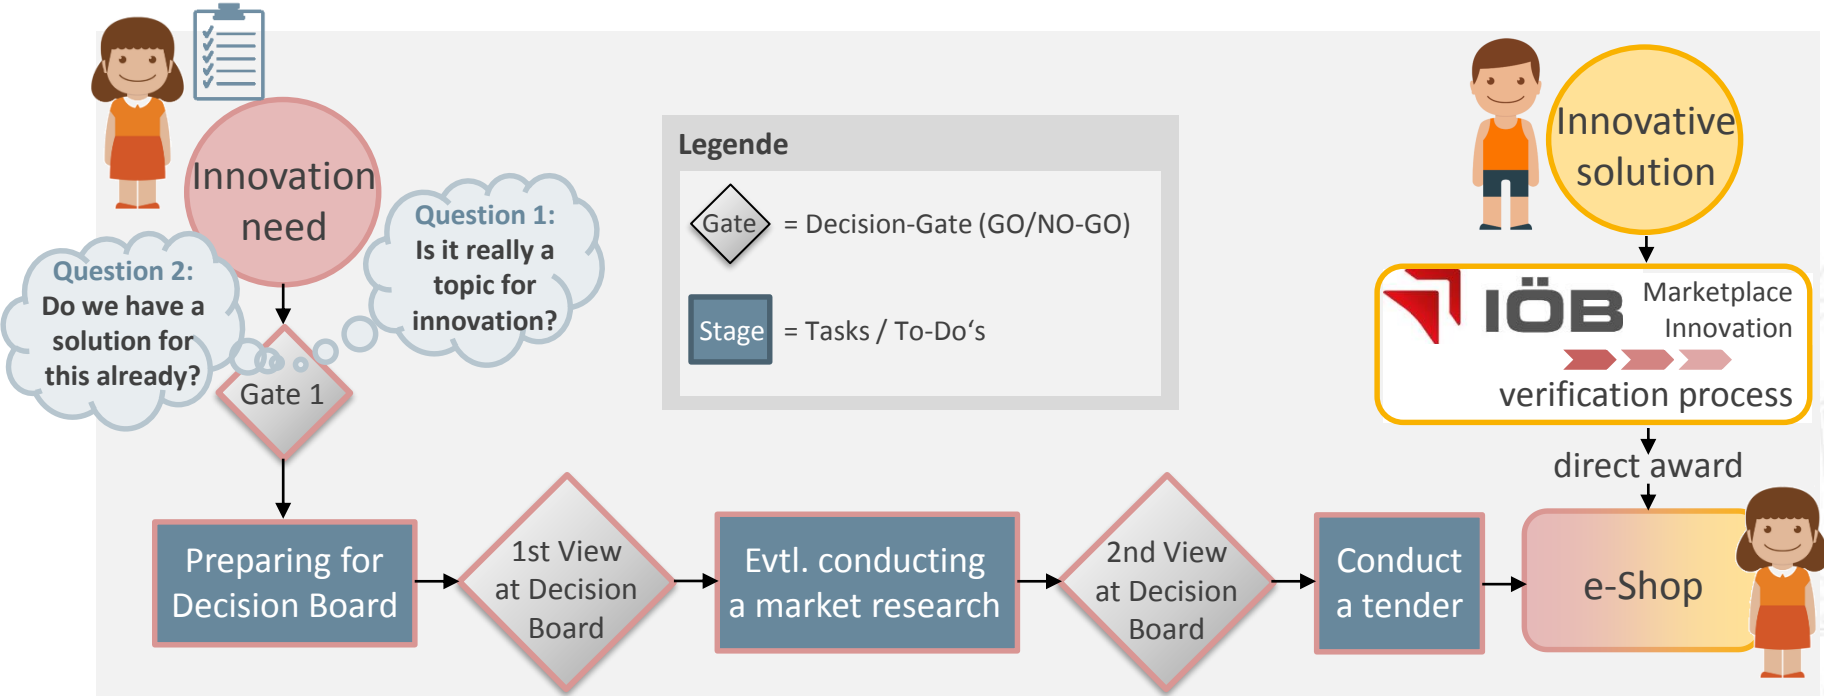 Innovation
need
Question 1:
Is it really a
topic for
innovation?
Question 2:
Do we have a
solution for
this already?
Gate 1
Legende
Gate
= Decision-Gate (GO/NO-GO)
Stage
= Tasks / To-Do‘s
Innovative
solution
IÖB
Marketplace
Innovation
verification process
direct award
Preparing for
Decision Board
1st View
at Decision
Board
Evtl. conducting
a market research
2nd View
at Decision
Board
Conduct
a tender
e-Shop